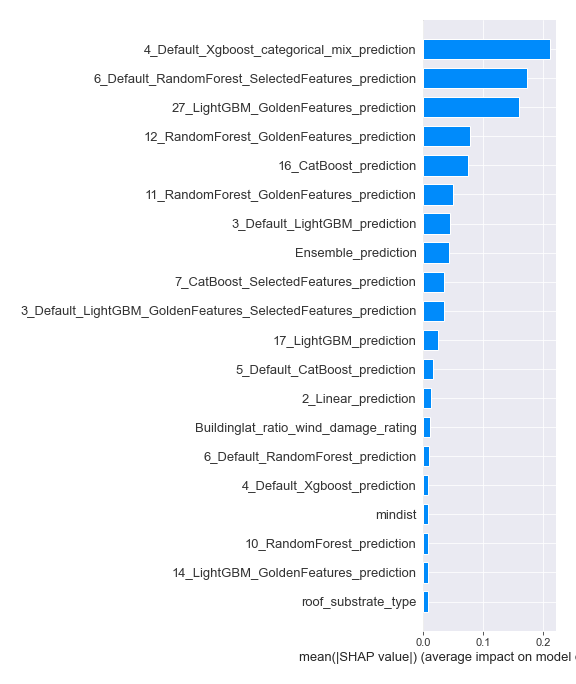 4_Default_Xgboost_categorical_mix_prediction
6_Default_RandomForest_SelectedFeatures_prediction
27_LightGBM_GoldenFeatures_prediction
12_RandomForest_GoldenFeatures_prediction
16_CatBoost_prediction
11_RandomForest_GoldenFeatures_prediction
3_Default_LightGBM_prediction
Ensemble_prediction
7_CatBoost_SelectedFeatures_prediction
3_Default_LightGBM_GoldenFeatures_SelectedFeatures_prediction
17_LightGBM_prediction
5_Default_CatBoost_prediction
2_Linear_prediction
Buildinglat_ratio_wind_damage_rating
6_Default_RandomForest_prediction
4_Default_Xgboost_prediction
mindist
10_RandomForest_prediction
14_LightGBM_GoldenFeatures_prediction
roof_substrate_type
0.0 0.1 0.2
mean(|SHAP value|) (average impact on model